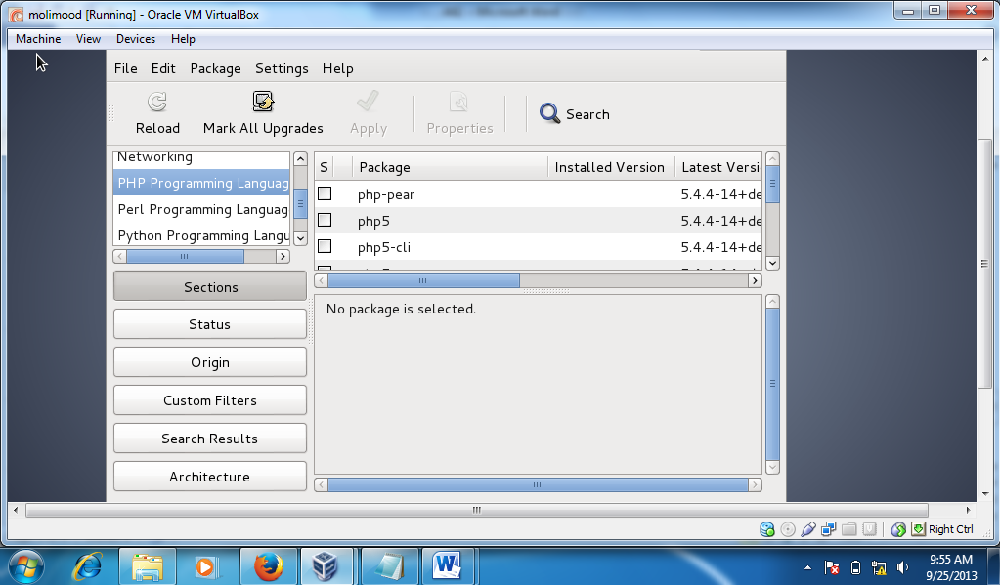 molimood [Running] - Oracle VM VirtualBox
Machine View Devices Help
File Edit Package Settings Help
Reload Mark All Upgrades Apply Properties Search
Networking
PHP Programming Languag
Perl Programming Languag
Python Programming Langu
S Package Installed Version Latest Versi
php-pear 5.4.4-14+de
php5 5.4.4-14+de
php5-cli 5.4.4-14+de
Sections
Status
Origin
Custom Filters
Search Results
Architecture
No package is selected.
Right Ctrl
9:55 AM
9/25/2013